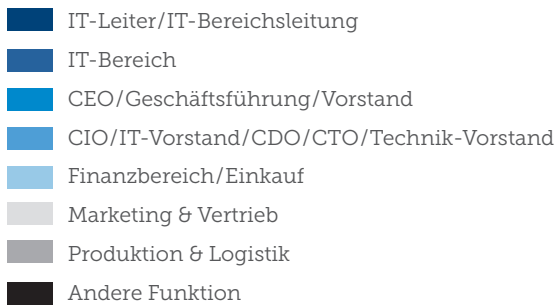 IT-Leiter/IT-Bereichsleitung
IT-Bereich
CEO/Geschäftsführung/Vorstand
CIO/IT-Vorstand/CDO/CTO/Technik-Vorstand
Finanzbereich/Einkauf
Marketing & Vertrieb
Produktion & Logistik
Andere Funktion